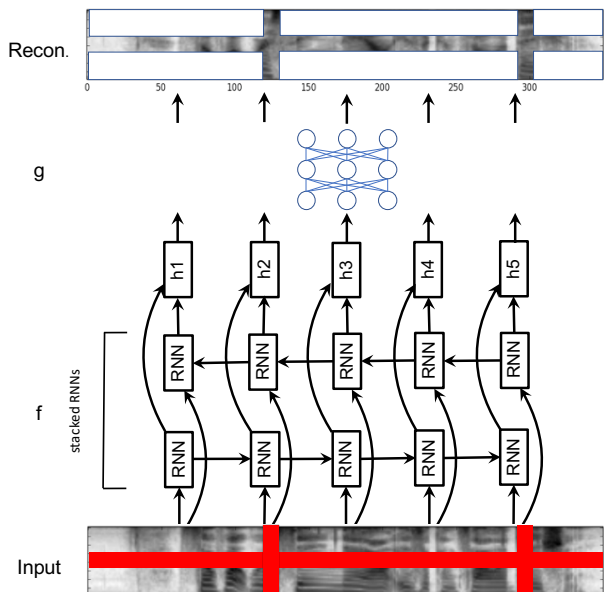 Recon.
0 50 100 150 200 250 300
g
h1 h2 h3 h4 h5
RNN RNN RNN RNN RNN
f
stacked RNNs
RNN RNN RNN RNN RNN
Input